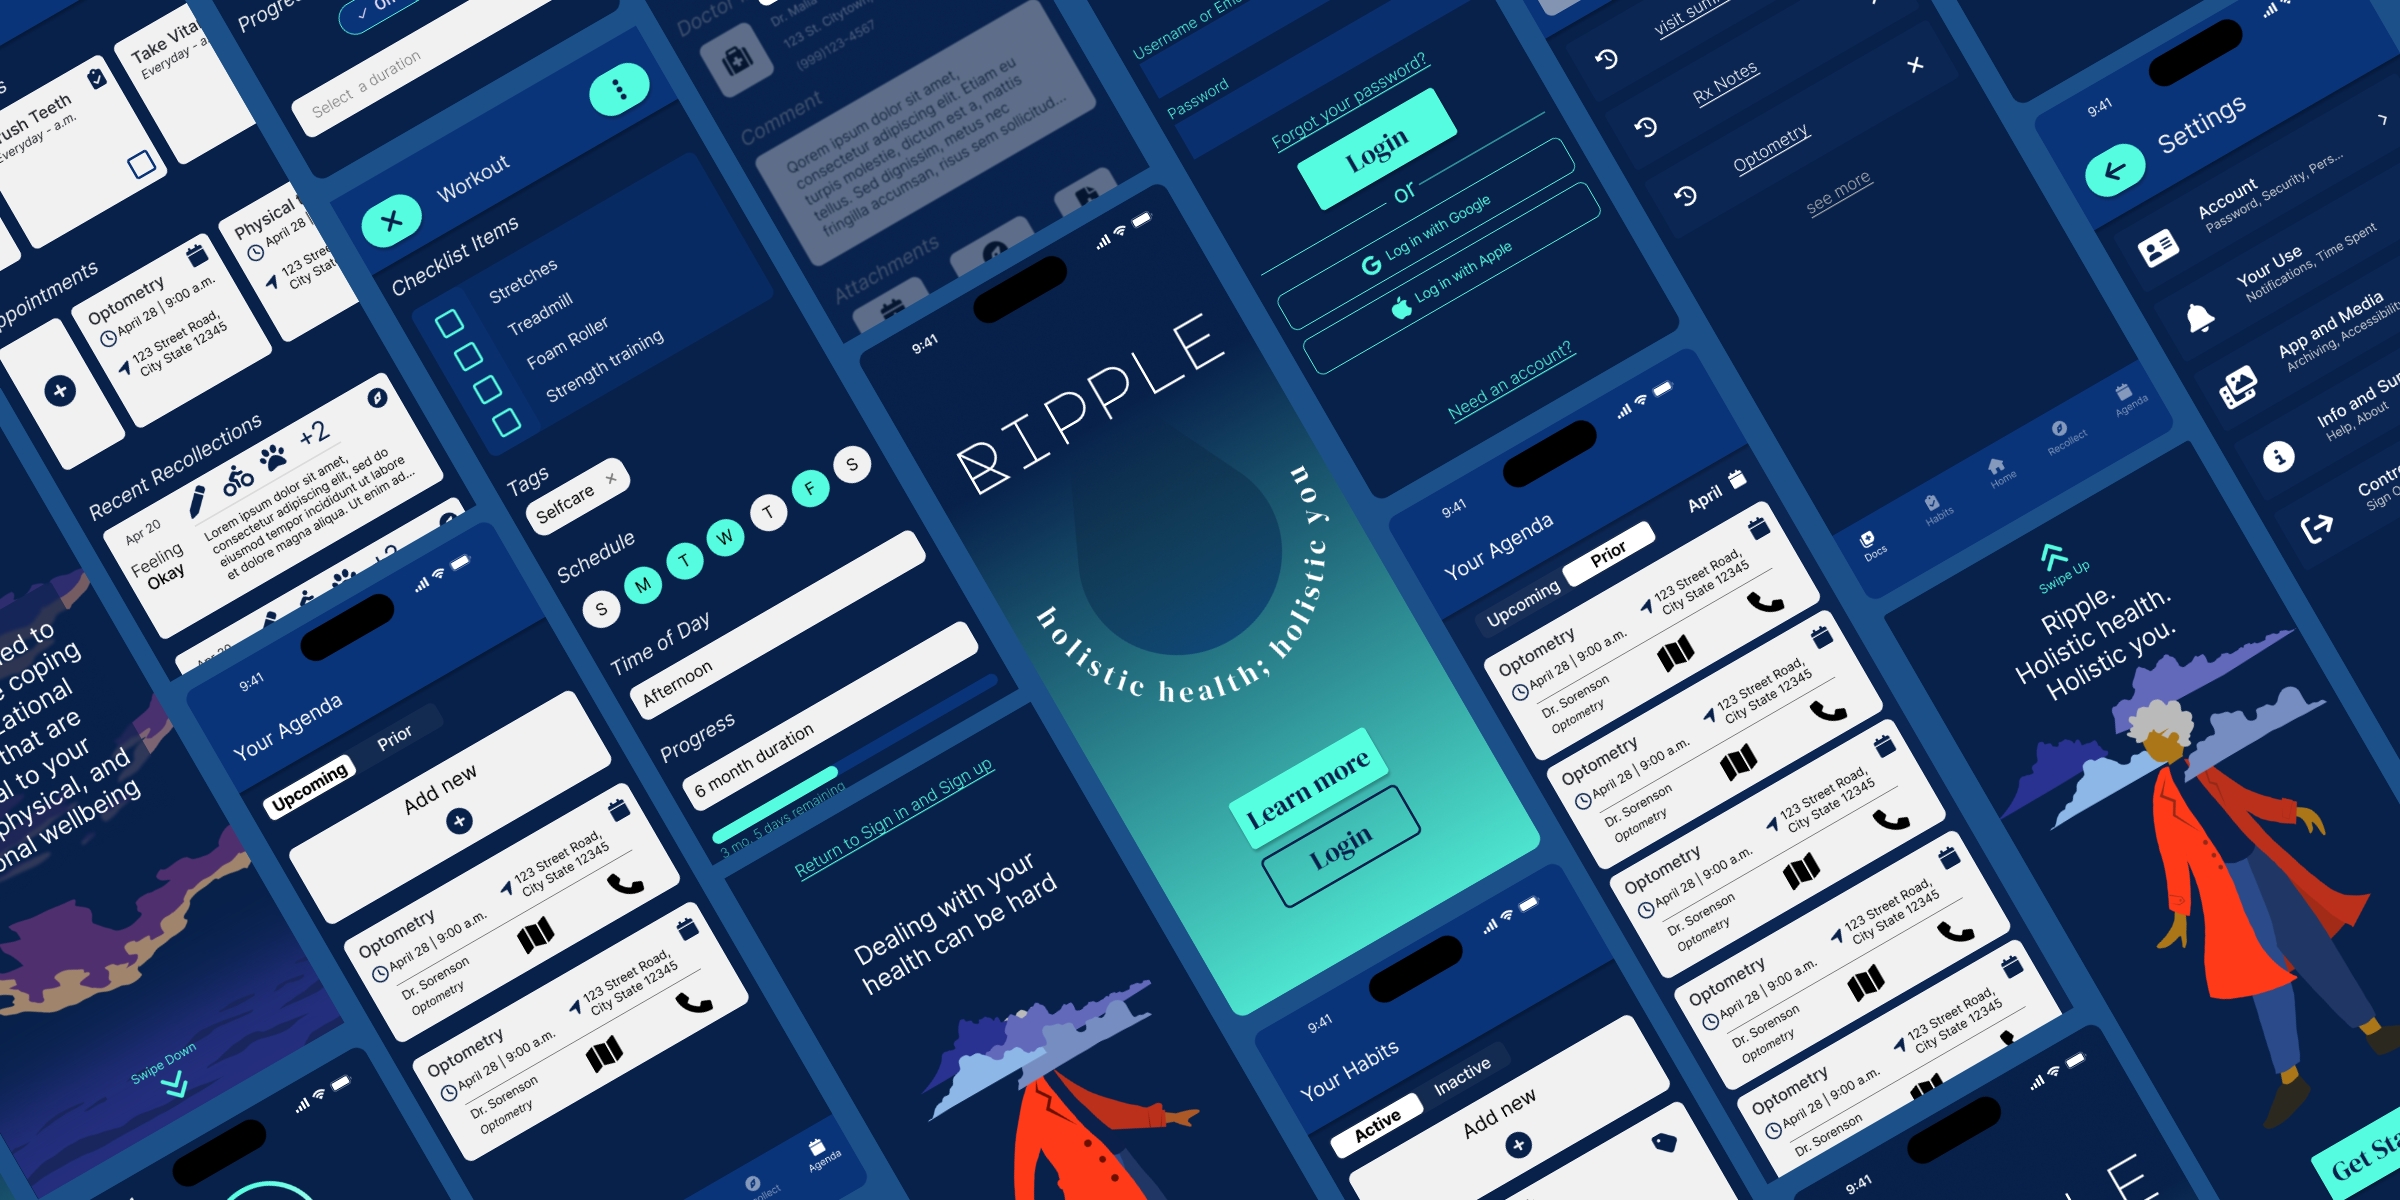 Take Vita
Everyday - a
ush Teeth
Everyday - a.m.
ppointments
Optometry
April 28 | 9:00 a.m.
123 Street Road,
City State 12345
Physical
April 28 |
123 Stree
City Stat
Recent Recollections
Apr 20
Feeling
Okay
+2
Lorem ipsum dolor sit amet,
consectetur adipiscing elit, sed do
eiusmod tempor incididunt ut labore
et dolore magna aliqua. Ut enim ad...
coping
that are
al to your
physical, and
onal wellbeing
Swipe Down
Progre
Select a duration
Workout
Checklist Items
Stretches
Treadmill
Foam Roller
Strength training
Tags
Selfcare
Schedule
S
M
T
W
T
F
S
Time of Day
Afternoon
Progress
6 month duration
3 mo. 5 days remaining
9:41
Your Agenda
Upcoming
Prior
Add new
Optometry
April 28 | 9:00 a.m.
123 Street Road,
City State 12345
Dr. Sorenson
Optometry
Optometry
April 28 | 9:00 a.m.
123 Street Road,
City State 12345
Dr. Sorenson
Optometry
Agenda
Doctor
Dr. Malia
123 St. Citytown,
(999)123-4567
Comment
Qorem ipsum dolor sit amet,
consectetur adipiscing elit. Etiam eu
turpis molestie, dictum est a, mattis
tellus. Sed dignissim, metus nec
fringilla accumsan, risus sem sollicitud...
Attachments
9:41
RIPPLE
holistic health; holistic you
Learn more
Login
Return to Sign in and Sign up
Dealing with your
health can be hard
Username or Em
Password
Forgot your password?
Login
or
Log in with Google
Log in with Apple
Need an account?
9:41
Your Agenda
April
Upcoming
Prior
Optometry
April 28 | 9:00 a.m.
123 Street Road,
City State 12345
Dr. Sorenson
Optometry
Optometry
April 28 | 9:00 a.m.
123 Street Road,
City State 12345
Dr. Sorenson
Optometry
Optometry
April 28 | 9:00 a.m.
123 Street Road,
City State 12345
Dr. Sorenson
Optometry
Optometry
April 28 | 9:00 a.m.
123 Street Road,
City State 12345
Dr. Sorenson
Optometry
Optometry
April 28 | 9:00 a.m.
123 Street Road,
City State 12345
Dr. Sorenson
9:41
Your Habits
Active
Inactive
Add new
visit sum
Rx Notes
Optometry
see more
Docs
Habits
Home
Recollect
Agenda
Swipe Up
Ripple.
Holistic health.
Holistic you.
Get Sta
9:41
LE
9:41
Settings
Account
Password, Security, Pers...
Your Use
Notifications, Time Spent
App and Media
Archiving, Accessibility
Info and Su
Help, About
Contr
Sign O